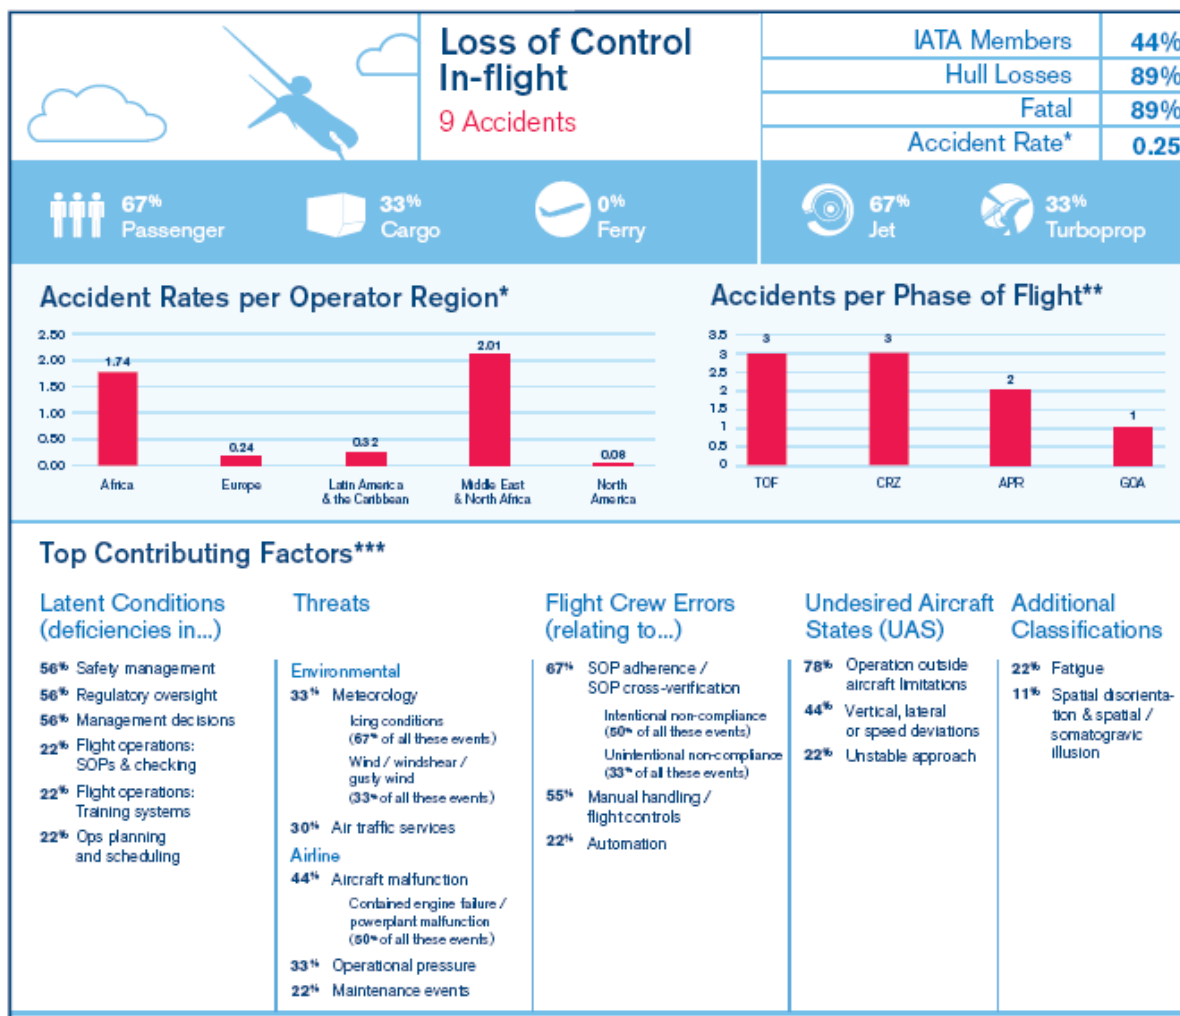 Loss of Control
In-flight
9 Accidents
IATA Members 44%
Hull Losses 89%
Fatal 89%
Accident Rate* 0.25
67%
Passenger
33%
Cargo
0%
Ferry
67%
Jet
33%
Turboprop
Accident Rates per Operator Region*
2.50
2.00
1.50
1.00
0.50
0.00
1.74
0.24
0.32
2.01
0.08
Africa
Europe
Latin America
& the Caribbean
Middle East
& North Africa
North
America
Accidents per Phase of Flight**
3.5
3
2.5
2
1.5
1
0.5
0
3
3
2
1
TOF
CRZ
APR
GOA
Top Contributing Factors***
Latent Conditions
(deficiencies in...)
56% Safety management
56% Regulatory oversight
56% Management decisions
22% Flight operations:
SOPs & checking
22% Flight operations:
Training systems
22% Ops planning
and scheduling
Threats
Environmental
33% Meteorology
Icing conditions
(67% of all these events)
Wind / windshear /
gusty wind
(33% of all these events)
30% Air traffic services
Airline
44% Aircraft malfunction
Contained engine failure /
powerplant malfunction
(50% of all these events)
33% Operational pressure
22% Maintenance events
Flight Crew Errors
(relating to...)
67% SOP adherence /
SOP cross-verification
Intentional non-compliance
(50% of all these events)
Unintentional non-compliance
(33% of all these events)
55% Manual handling /
flight controls
22% Automation
Undesired Aircraft
States (UAS)
78% Operation outside
aircraft limitations
44% Vertical, lateral
or speed deviations
22% Unstable approach
Additional
Classifications
22% Fatigue
11% Spatial disorienta-
tion & spatial /
somatogravic
illusion